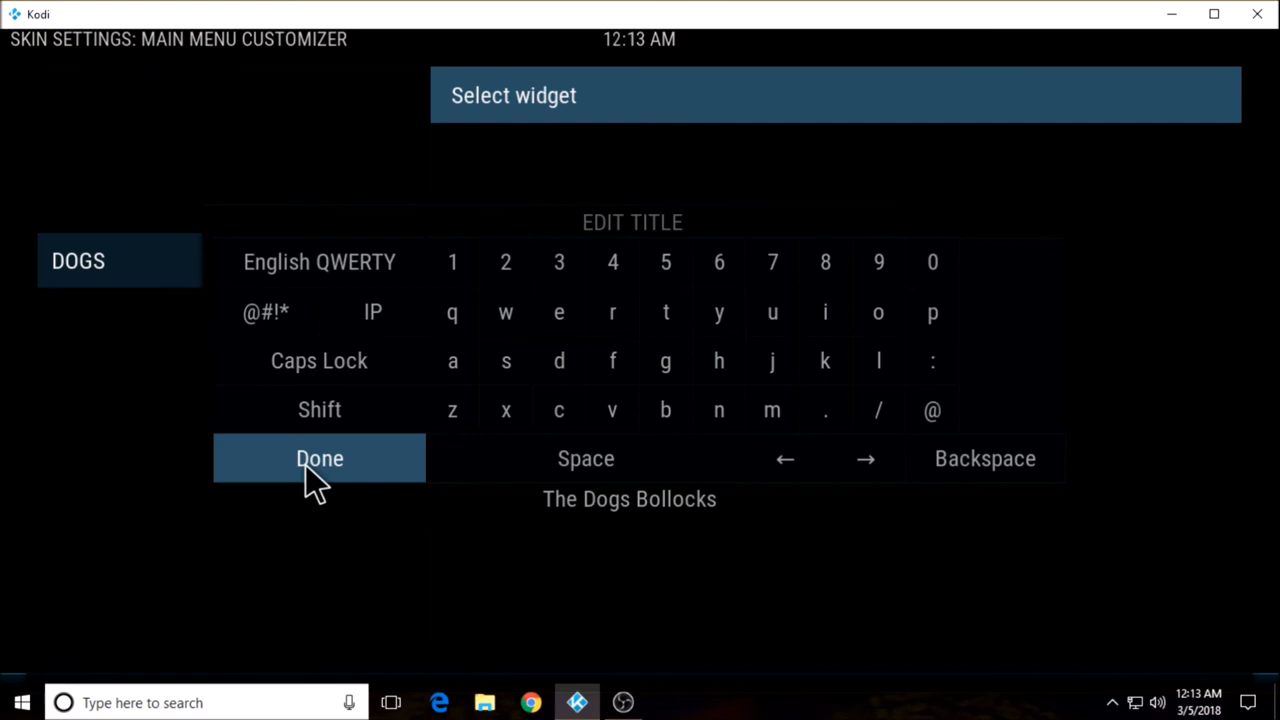 Kodi
SKIN SETTINGS: MAIN MENU CUSTOMIZER 12:13 AM
Select widget
EDIT TITLE
DOGS
English QWERTY 1 2 3 4 5 6 7 8 9 0
@#!* IP q w e r t y u i o p
Caps Lock a s d f g h j k l :
Shift z x c v b n m . / @
Done Space ← → Backspace
The Dogs Bollocks
Type here to search
12:13 AM
3/5/2018